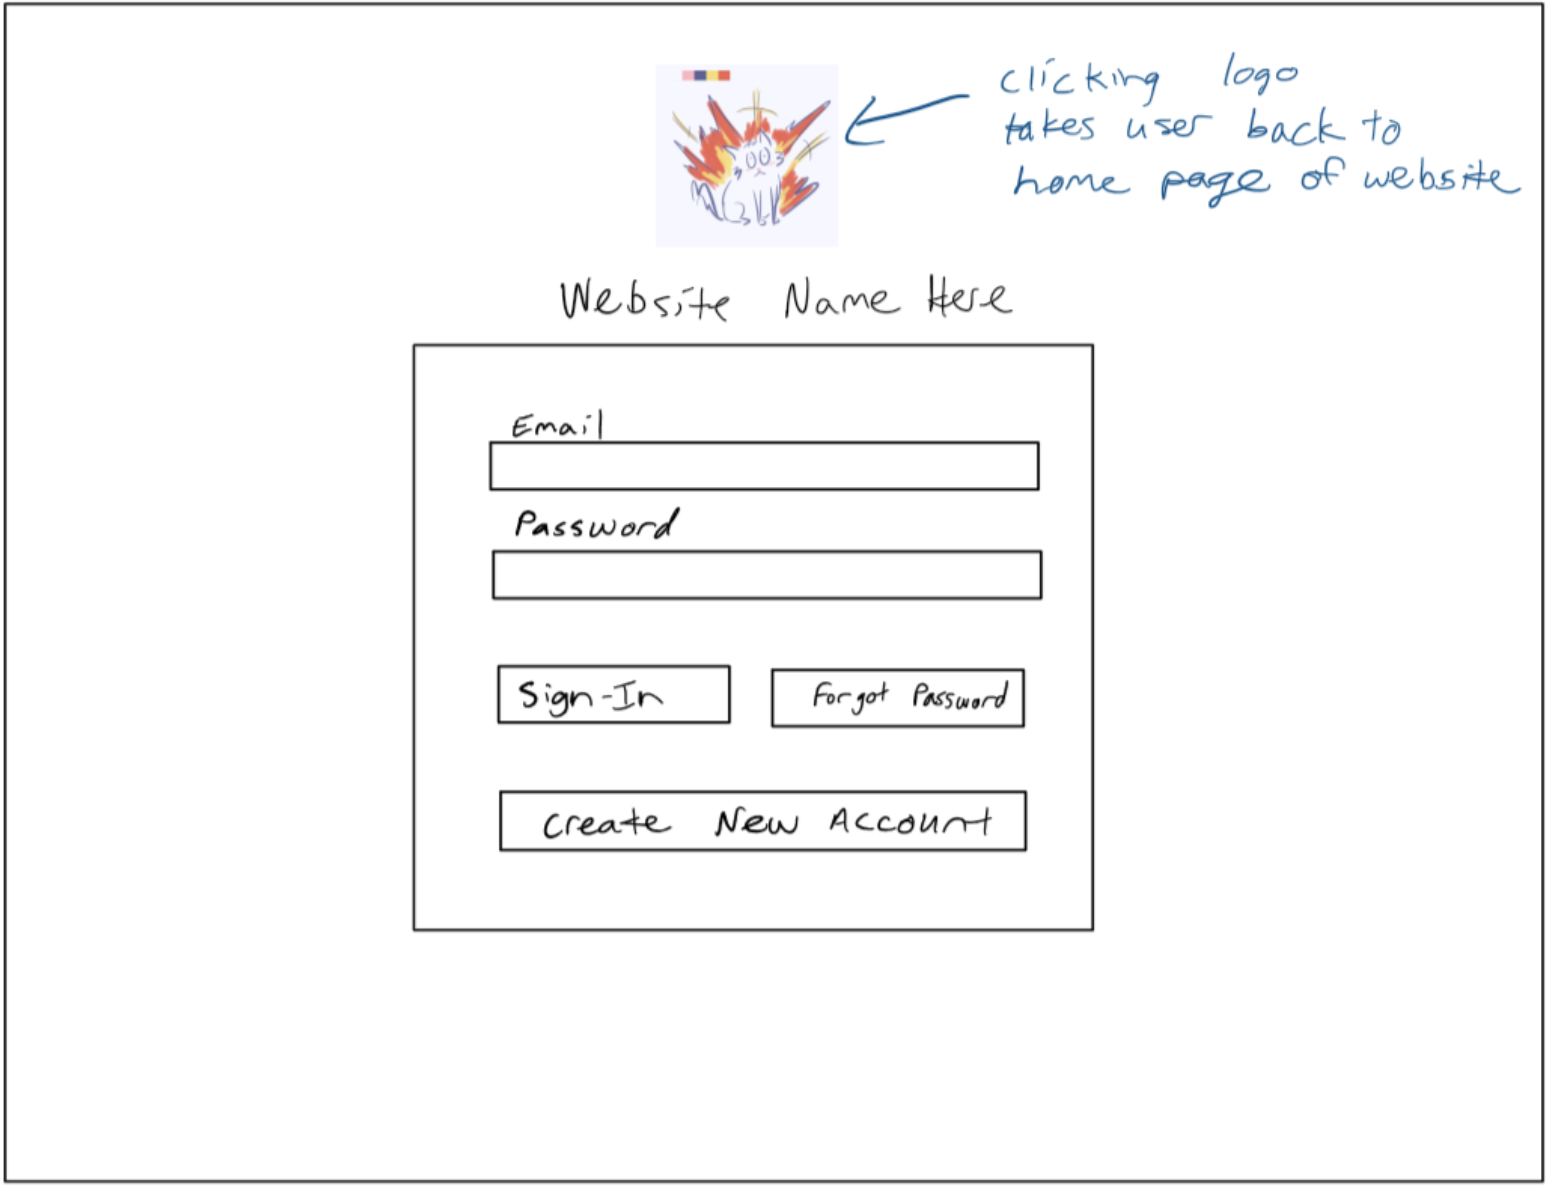 clicking logo
takes user back to
home page of website
Website Name Here
Email
Password
Sign-In
Forgot Password
Create New Account